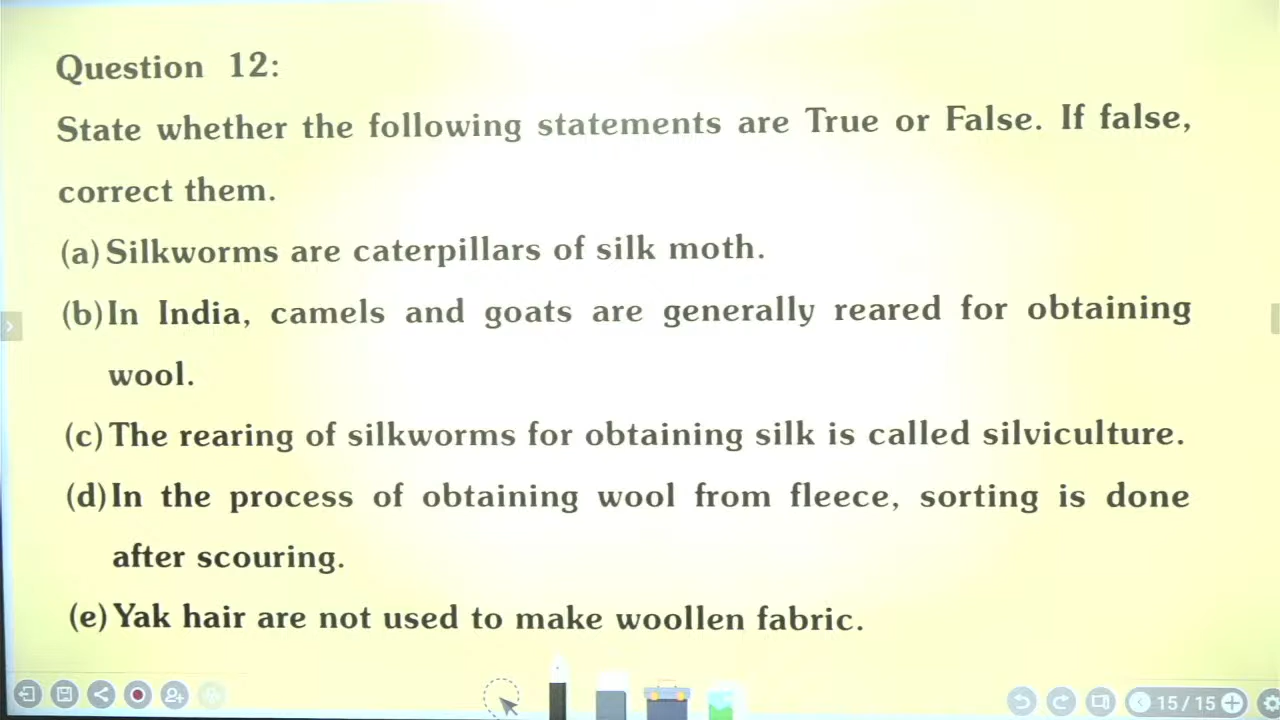 Question 12:
State whether the following statements are True or False. If false,
correct them.
(a) Silkworms are caterpillars of silk moth.
(b) In India, camels and goats are generally reared for obtaining
wool.
(c) The rearing of silkworms for obtaining silk is called silviculture.
(d) In the process of obtaining wool from fleece, sorting is done
after scouring.
(e) Yak hair are not used to make woollen fabric.
15/15